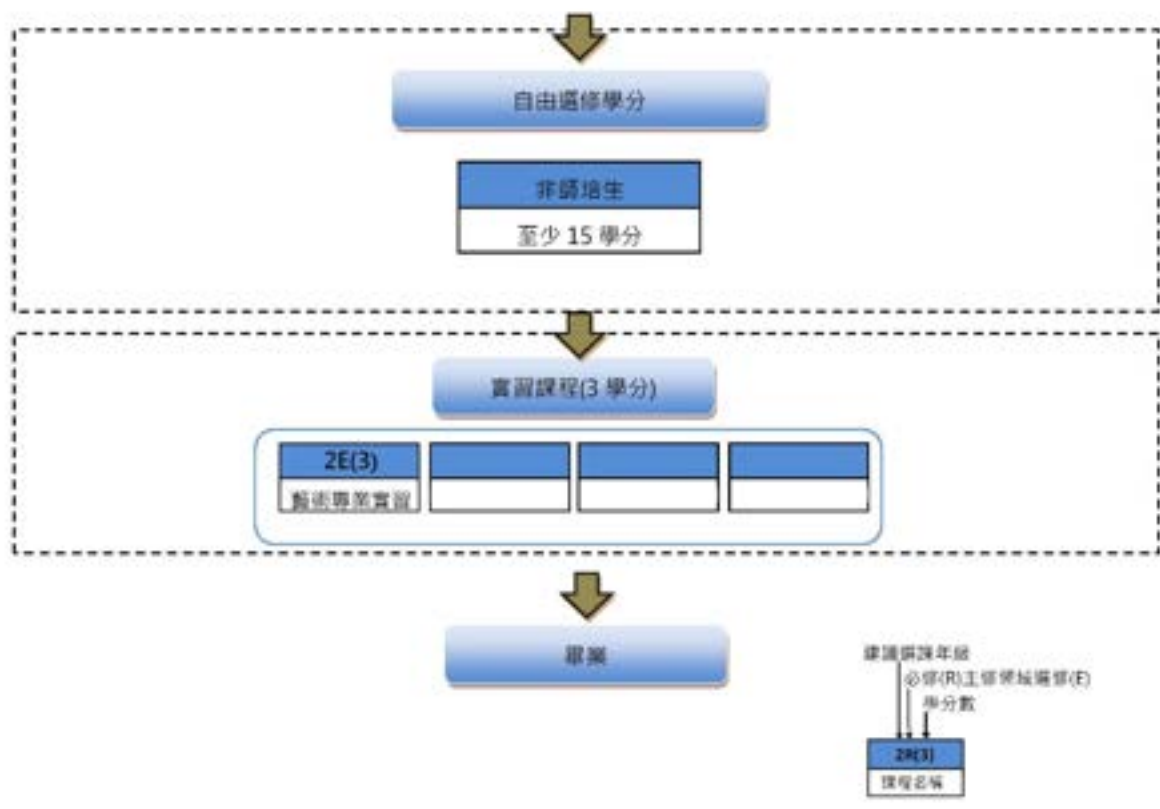 自由選修學分
非師培生
至少 15 學分
實習課程(3 學分)
2E(3)
藝術專業實習
畢業
建議選課年級
必修(R)主修領域選修(E)
學分數
2R(3)
課程名稱